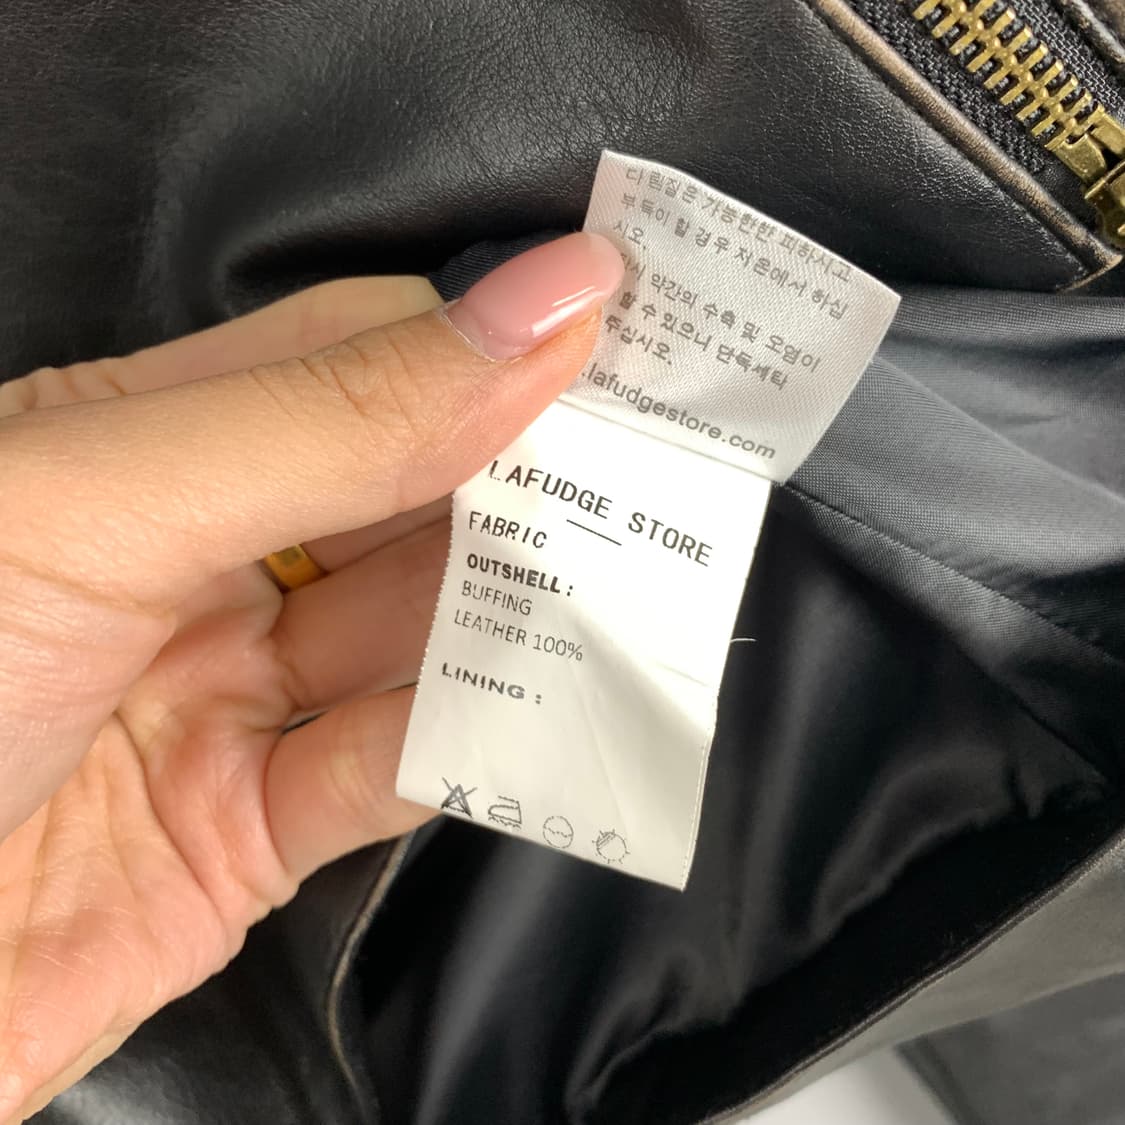 다림질은 가능한한 피하시고
부득이 할 경우 저온에서 하십
시오.
약간의 수축 및 오염이
할 수 있으니 단독세탁
주십시오.
.lafudgestore.com
LAFUDGE STORE
FABRIC
OUTSHELL:
BUFFING
LEATHER 100%
LINING :